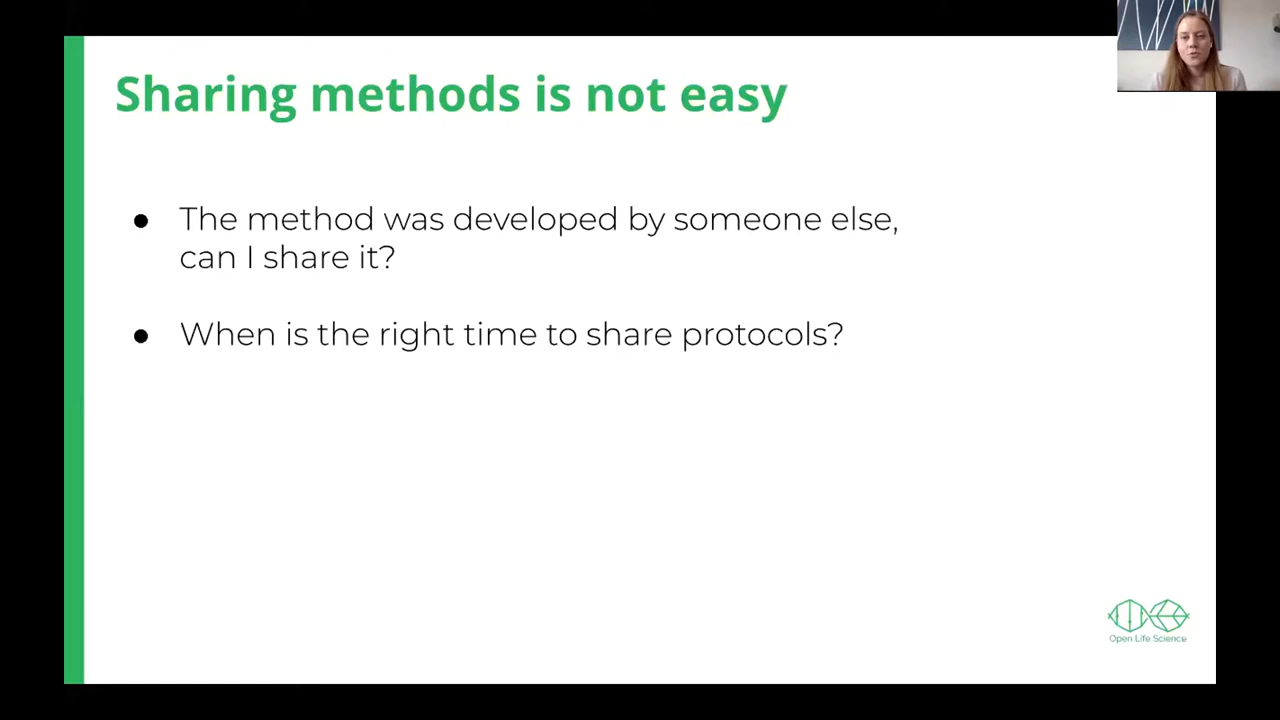 Sharing methods is not easy
● The method was developed by someone else,
can I share it?
● When is the right time to share protocols?
Open Life Science